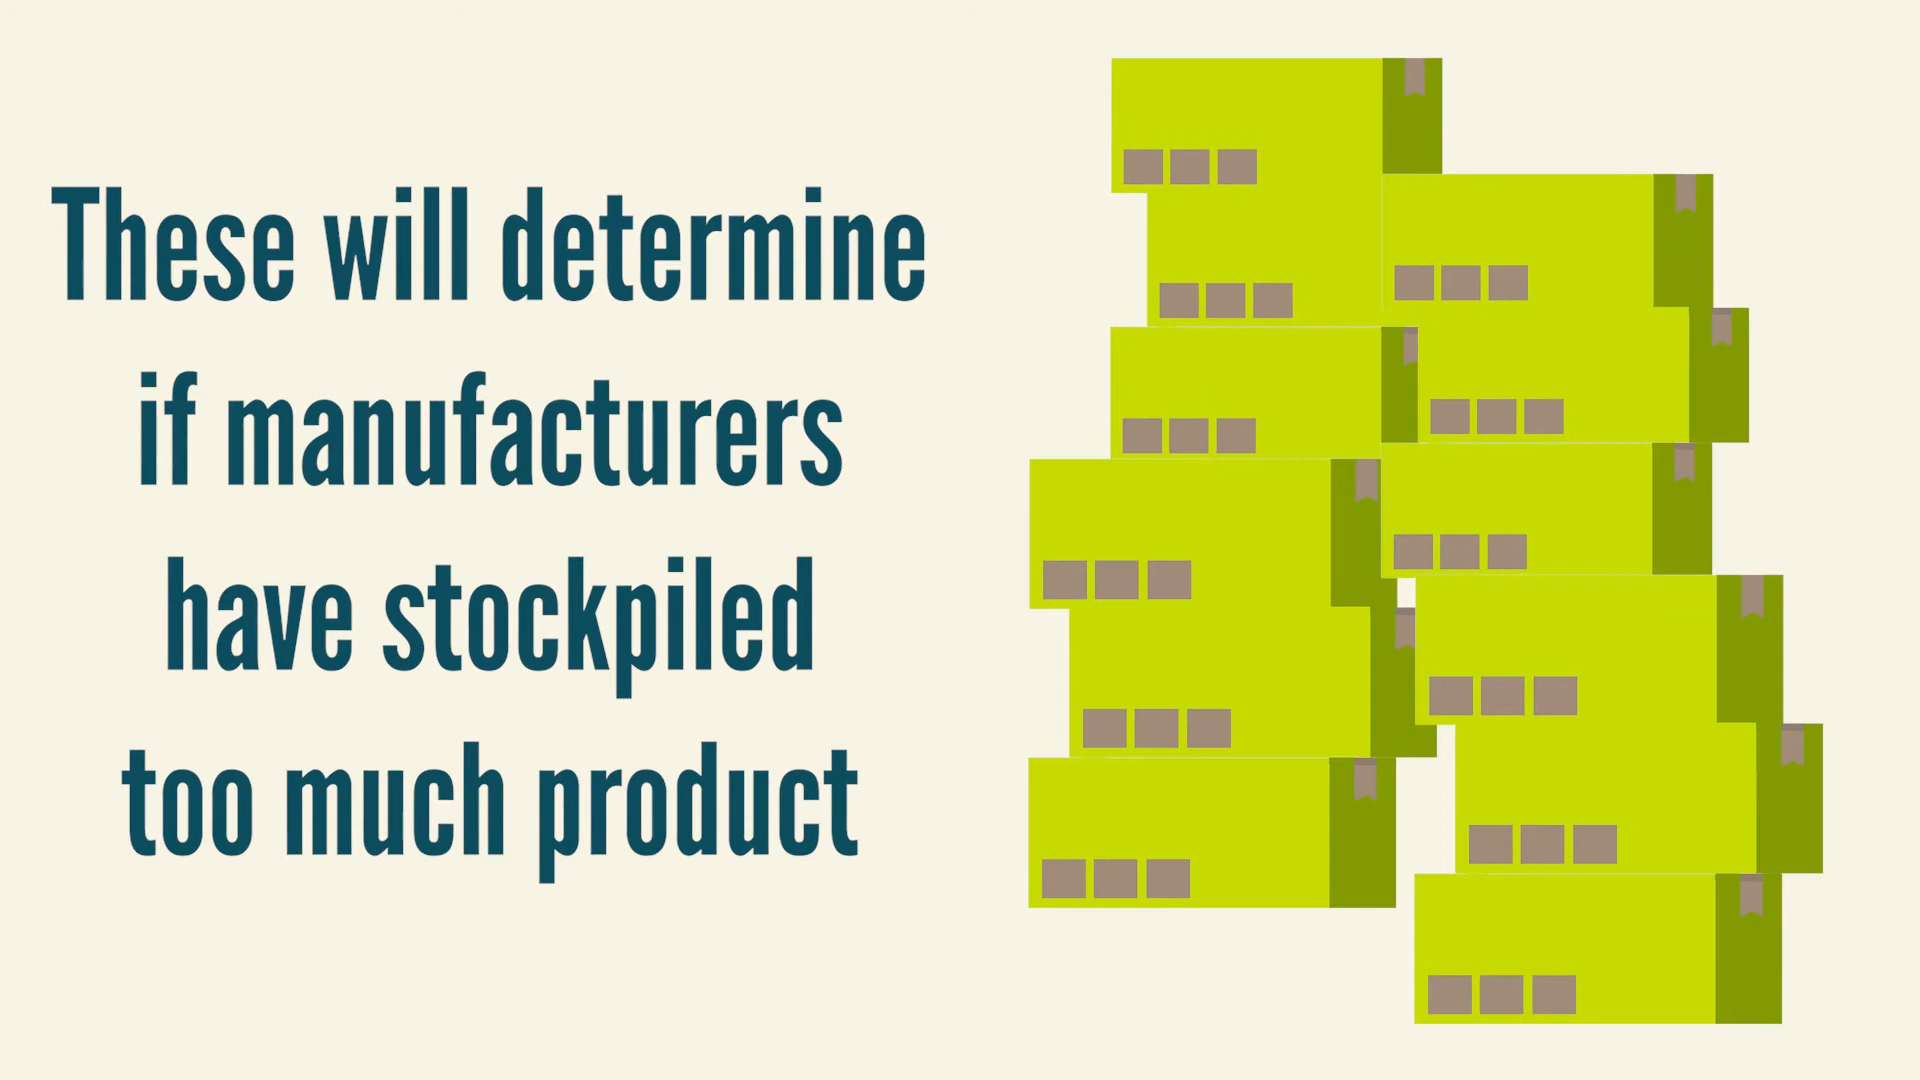 These will determine
if manufacturers
have stockpiled
too much product